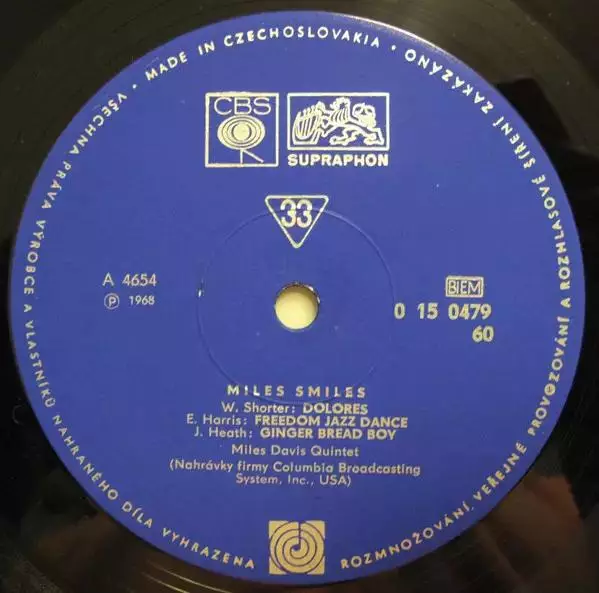 • MADE IN CZECHOSLOVAKIA •
VŠECHNA PRÁVA VÝROBCE A VLASTNÍKŮ NAHRANÉHO DÍLA VYHRAZENA
ROZMNOŽOVÁNÍ, VEŘEJNÉ PROVOZOVÁNÍ A ROZHLASOVÉ ŠÍŘENÍ ZAKÁZÁNO
CBS
SUPRAPHON
33
A 4654
℗ 1968
BIEM
0 15 0479
60
MILES SMILES
W. Shorter: DOLORES
E. Harris: FREEDOM JAZZ DANCE
J. Heath: GINGER BREAD BOY
Miles Davis Quintet
(Nahrávky firmy Columbia Broadcasting
System, Inc., USA)